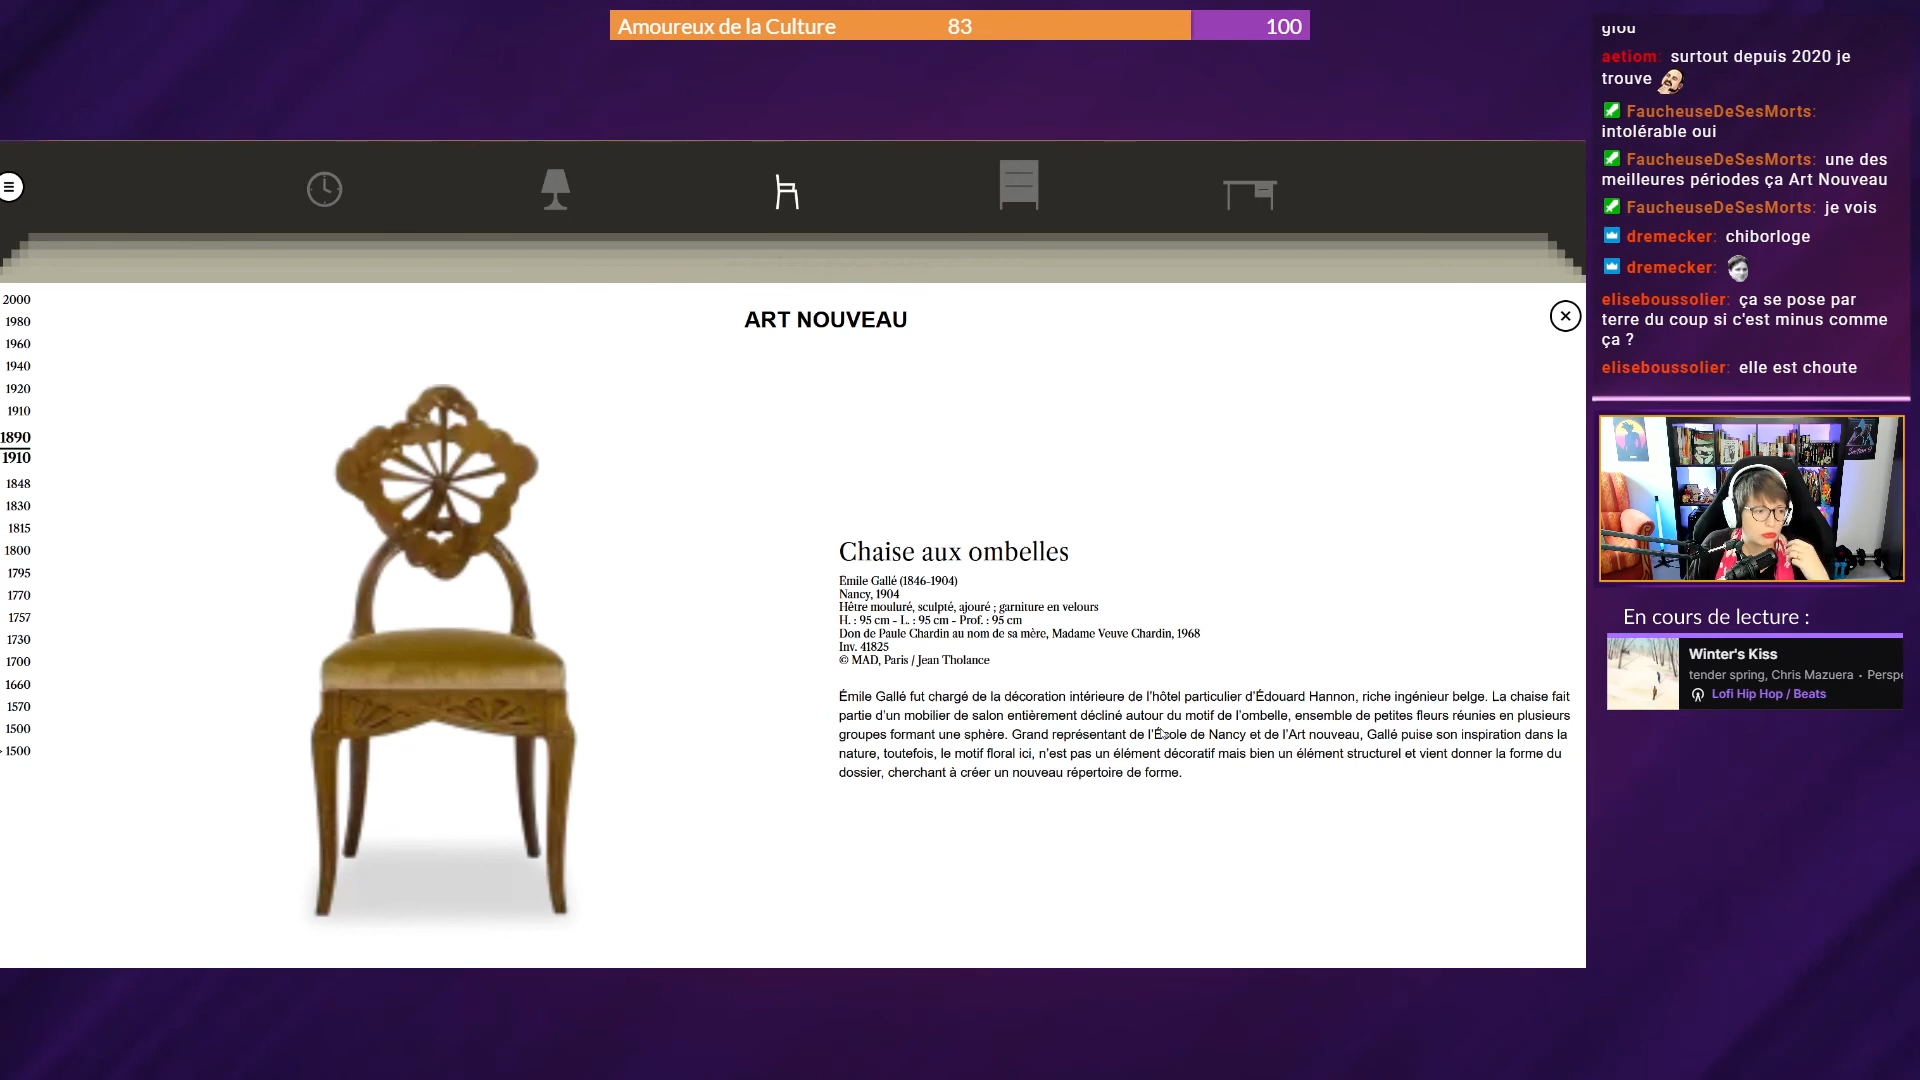 Amoureux de la Culture 83 100
2000
1980
1960
1940
1920
1910
1890
1910
1848
1830
1815
1800
1795
1770
1757
1730
1700
1660
1570
1500
1500
ART NOUVEAU
Chaise aux ombelles
Emile Gallé (1846-1904)
Nancy, 1904
Hêtre mouluré, sculpté, ajouré ; garniture en velours
H. : 95 cm - L. : 95 cm - Prof. : 95 cm
Don de Paule Chardin au nom de sa mère, Madame Veuve Chardin, 1968
Inv. 41825
© MAD, Paris / Jean Tholance
Émile Gallé fut chargé de la décoration intérieure de l'hôtel particulier d'Édouard Hannon, riche ingénieur belge. La chaise fait
partie d'un mobilier de salon entièrement décliné autour du motif de l'ombelle, ensemble de petites fleurs réunies en plusieurs
groupes formant une sphère. Grand représentant de l'École de Nancy et de l'Art nouveau, Gallé puise son inspiration dans la
nature, toutefois, le motif floral ici, n'est pas un élément décoratif mais bien un élément structurel et vient donner la forme du
dossier, cherchant à créer un nouveau répertoire de forme.
aetiom: surtout depuis 2020 je
trouve
FaucheuseDeSesMorts:
intolérable oui
FaucheuseDeSesMorts: une des
meilleures périodes ça Art Nouveau
FaucheuseDeSesMorts: je vois
dremecker: chiborloge
dremecker:
eliseboussolier: ça se pose par
terre du coup si c'est minus comme
ça ?
eliseboussolier: elle est choute
En cours de lecture :
Winter's Kiss
tender spring, Chris Mazuera • Perspe
Lofi Hip Hop / Beats